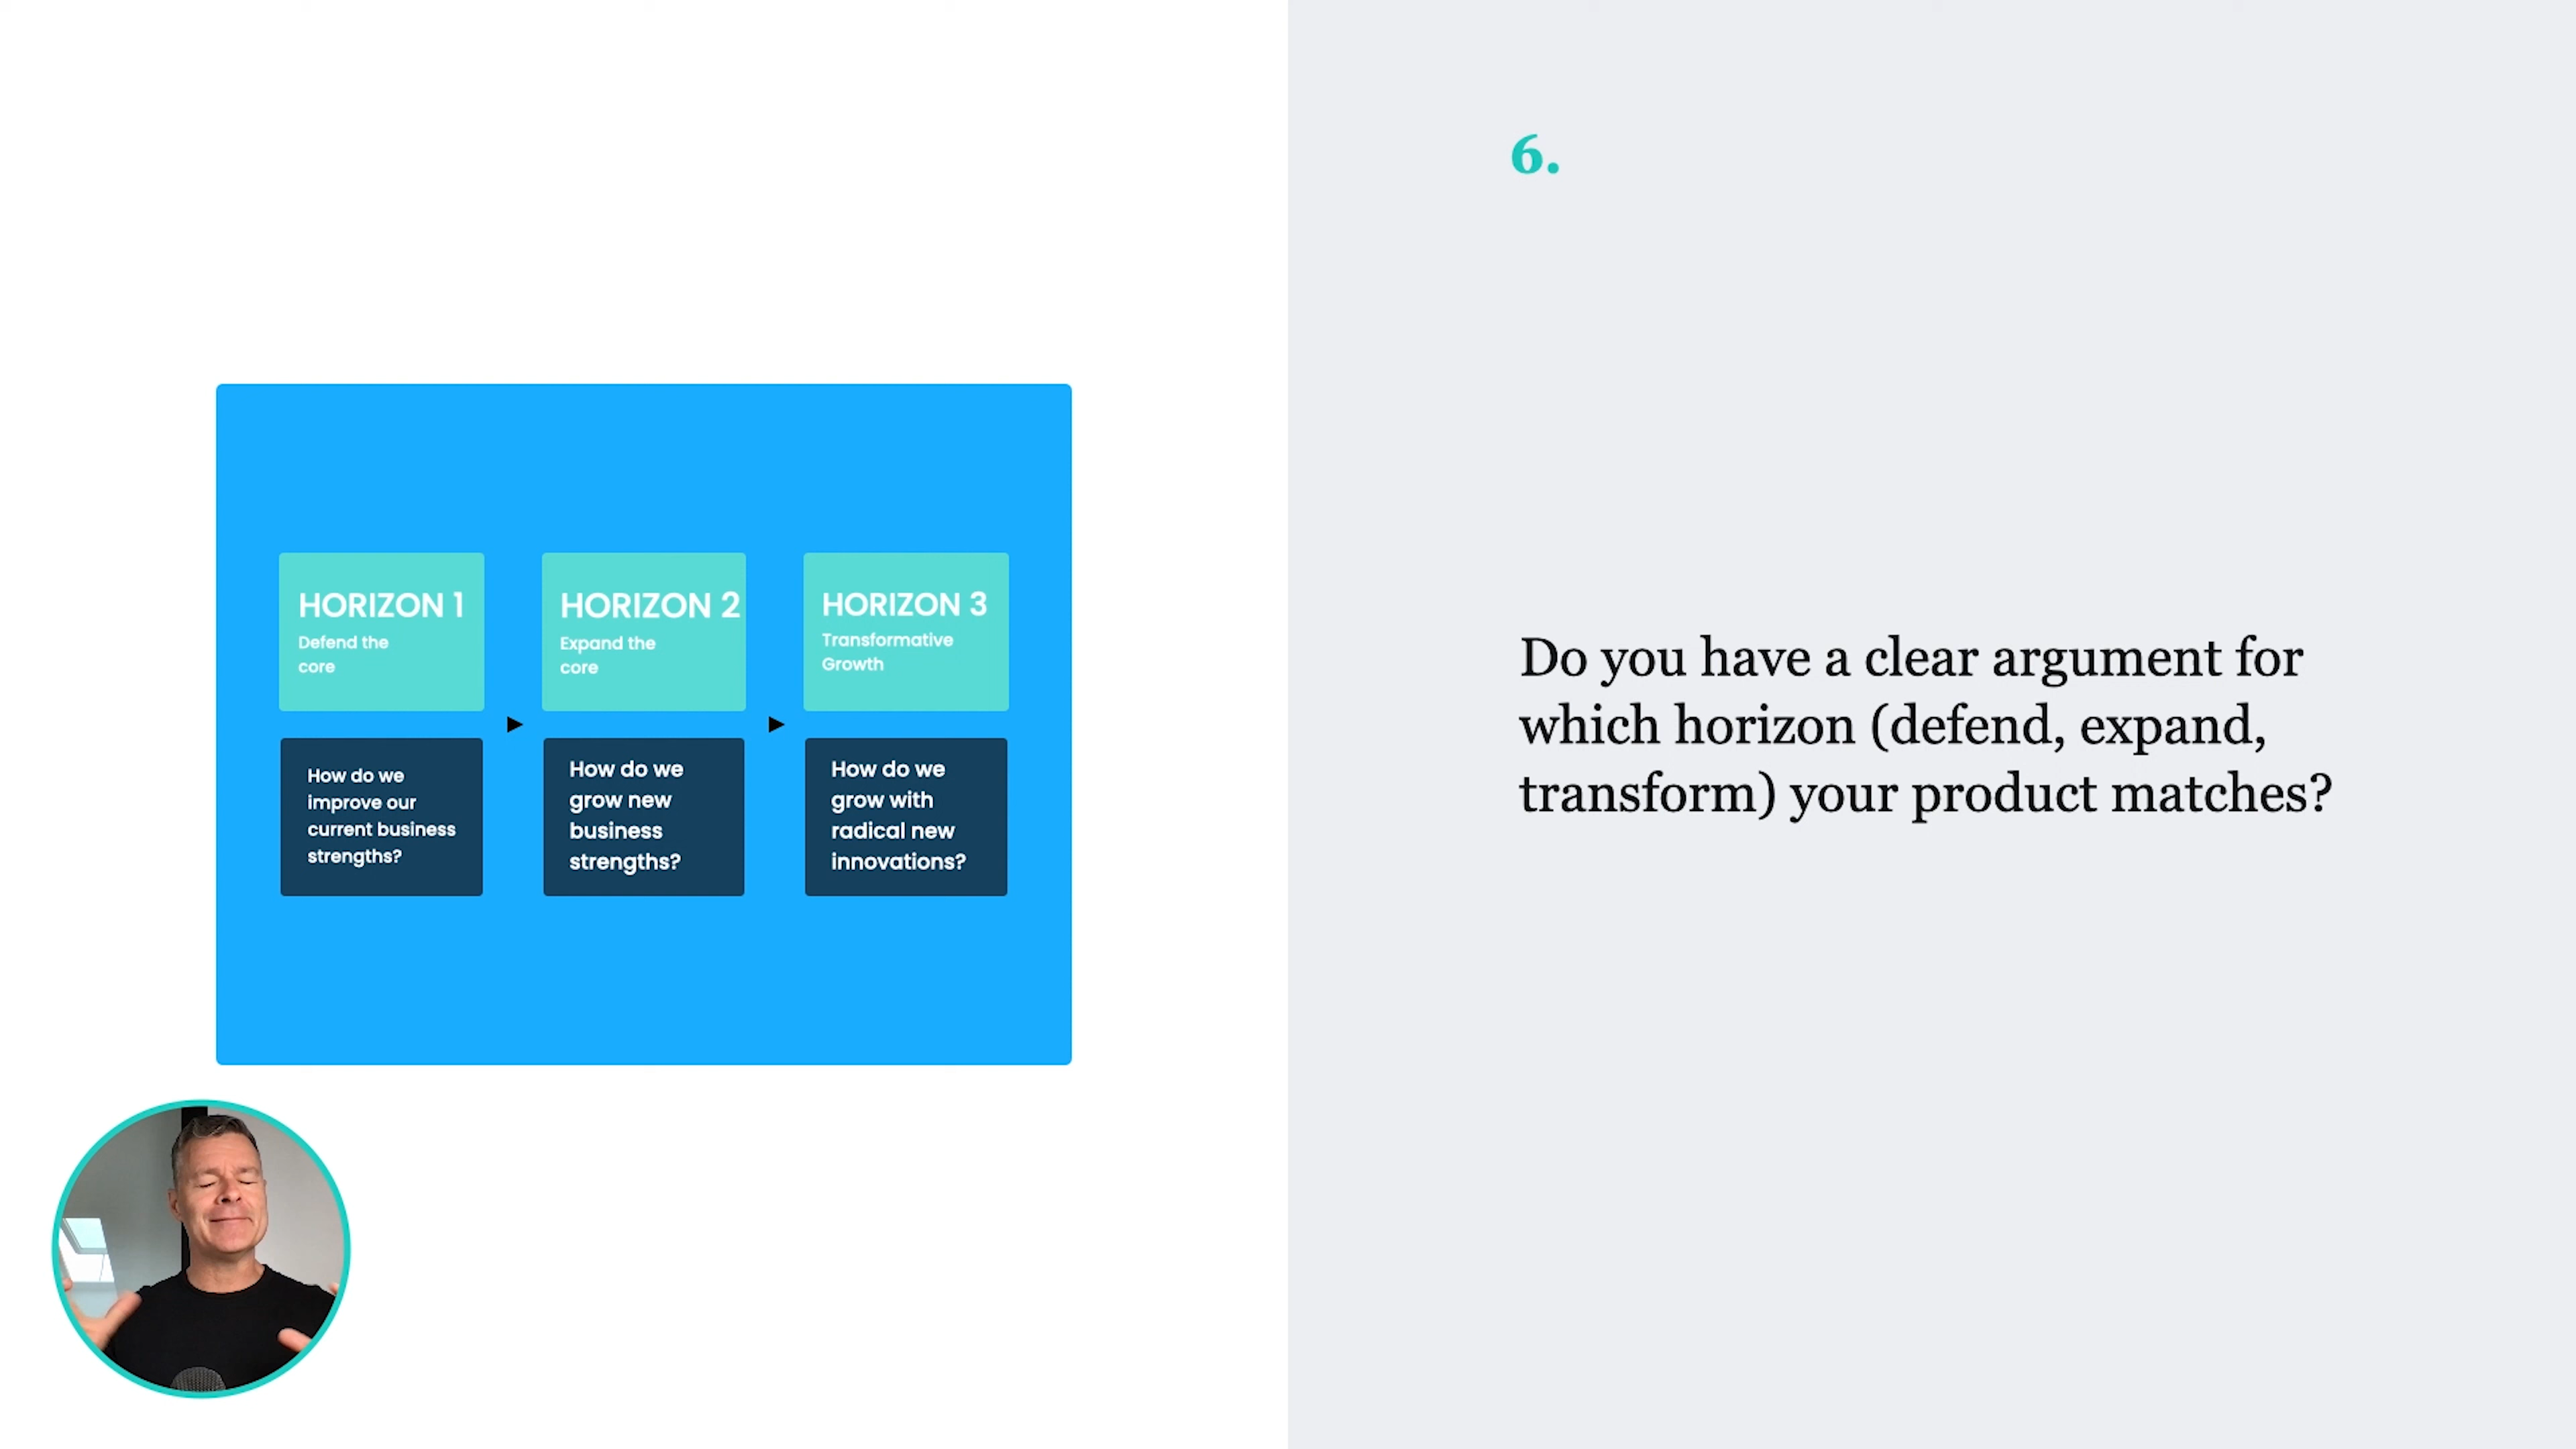 HORIZON 1
Defend the
core
How do we
improve our
current business
strengths?
HORIZON 2
Expand the
core
How do we
grow new
business
strengths?
HORIZON 3
Transformative
Growth
How do we
grow with
radical new
innovations?
6.
Do you have a clear argument for
which horizon (defend, expand,
transform) your product matches?